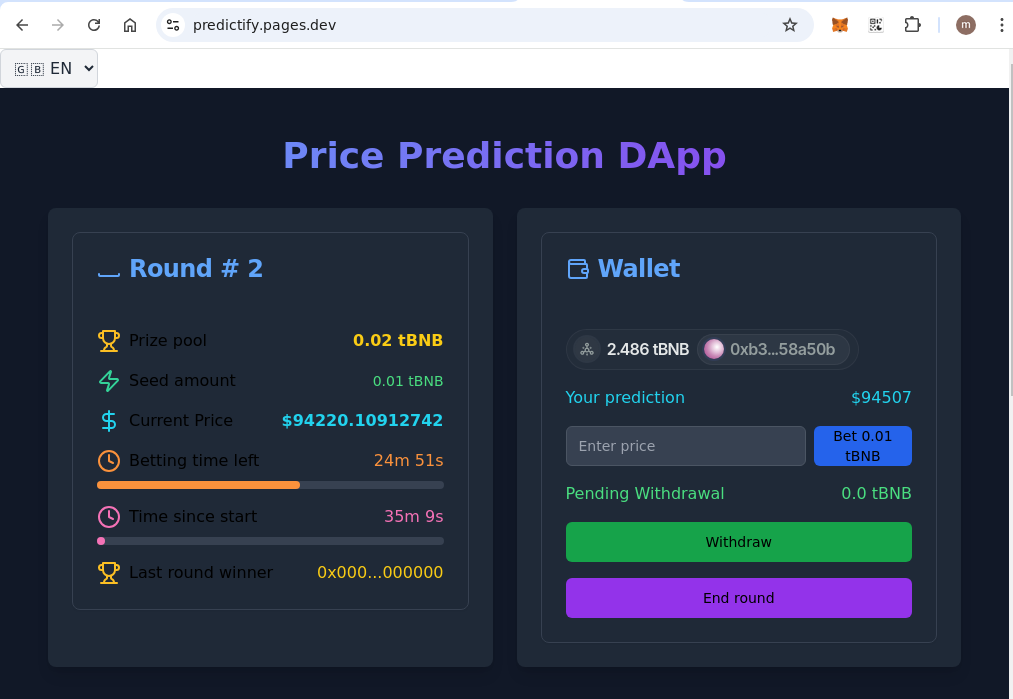 predictify.pages.dev
m
🇬🇧 EN
Price Prediction DApp
Round # 2
Prize pool 0.02 tBNB
Seed amount 0.01 tBNB
Current Price $94220.10912742
Betting time left 24m 51s
Time since start 35m 9s
Last round winner 0x000...000000
Wallet
2.486 tBNB 0xb3...58a50b
Your prediction $94507
Enter price
Bet 0.01
tBNB
Pending Withdrawal 0.0 tBNB
Withdraw
End round